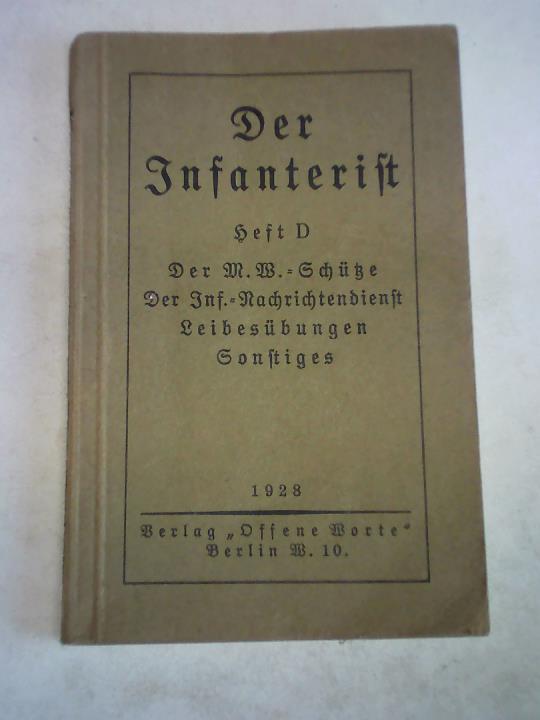 Der
Infanteriſt
Heft D
Der M.W.=Schütze
Der Inf.=Nachrichtendienſt
Leibesübungen
Sonſtiges
1928
Verlag „Offene Worte“
Berlin W. 10.